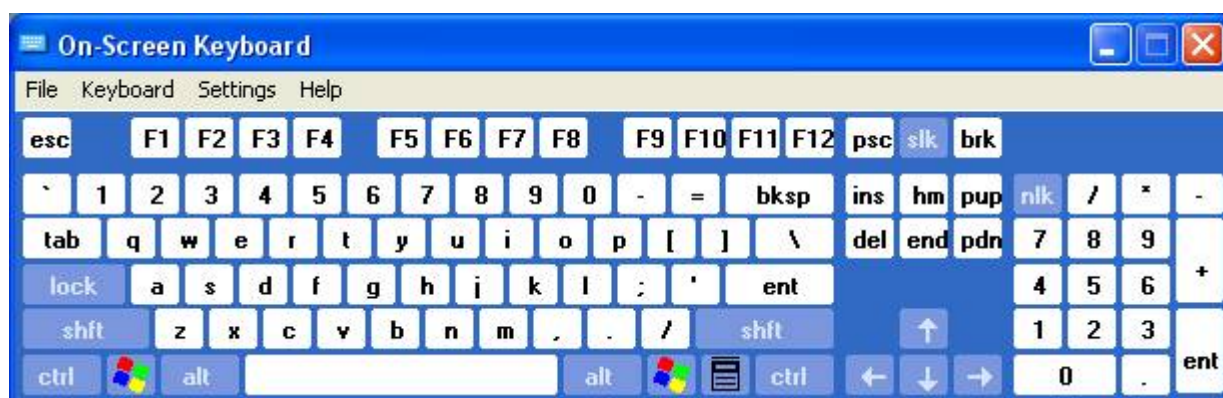 On-Screen Keyboard
File Keyboard Settings Help
esc F1 F2 F3 F4 F5 F6 F7 F8 F9 F10 F11 F12 psc slk brk
` 1 2 3 4 5 6 7 8 9 0 - = bksp ins hm pup nlk / * -
tab q w e r t y u i o p [ ] \ del end pdn 7 8 9 +
lock a s d f g h j k l ; ' ent 4 5 6
shft z x c v b n m , . / shft ↑ 1 2 3 ent
ctrl alt alt ctrl ← ↓ → 0 .